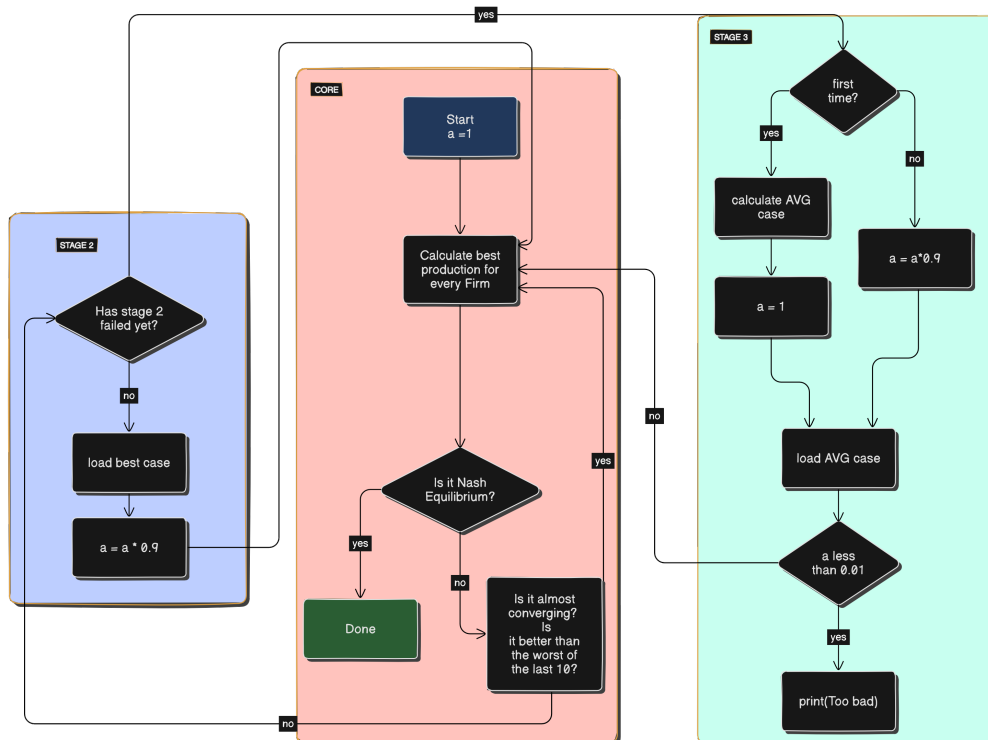 yes
STAGE 3
first
time?
yes
no
calculate AVG
case
a = a*0.9
a = 1
load AVG case
a less
than 0.01
no
yes
print(Too bad)
CORE
Start
a =1
Calculate best
production for
every Firm
Is it Nash
Equilibrium?
yes
no
yes
Done
Is it almost
converging?
Is
it better than
the worst of
the last 10?
no
STAGE 2
Has stage 2
failed yet?
no
load best case
a = a * 0.9